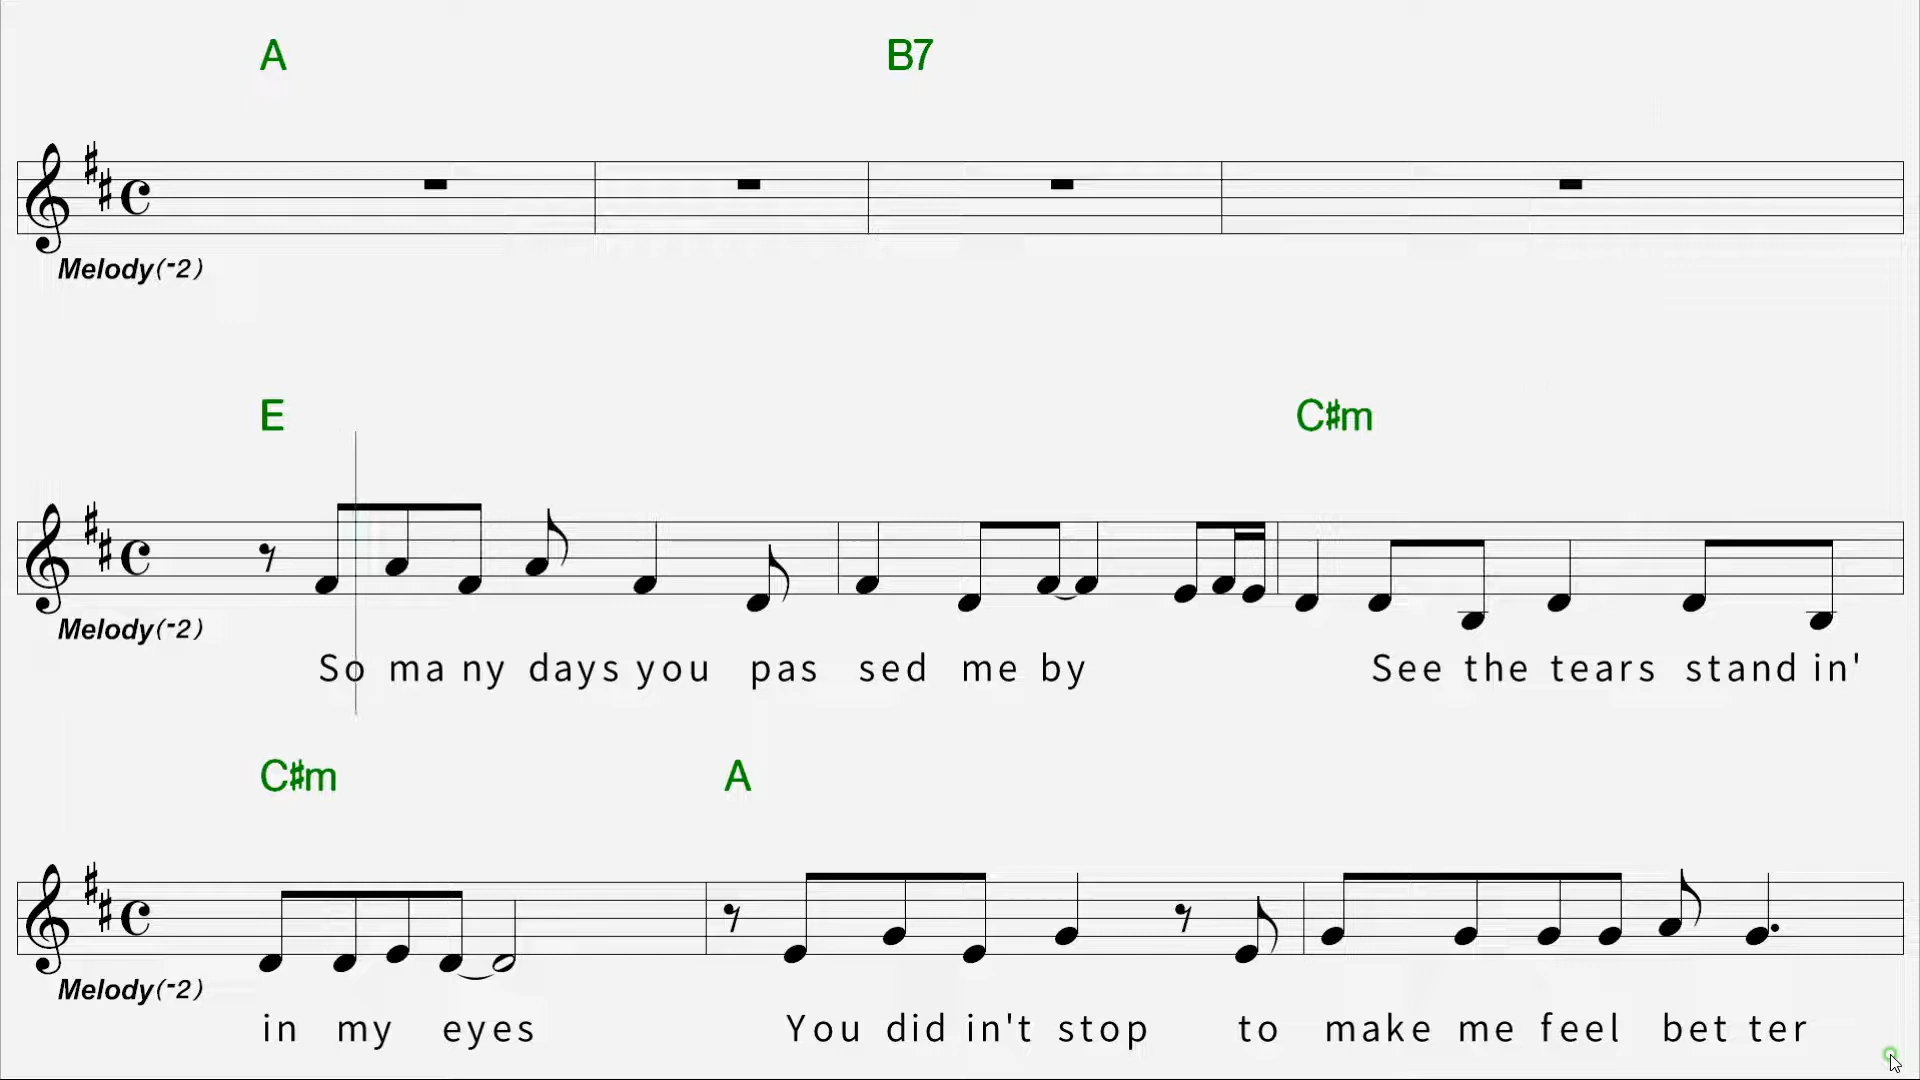 A B7
Melody(-2)
E C♯m
Melody(-2)
So ma ny days you pas sed me by See the tears stand in'
C♯m A
Melody(-2)
in my eyes You did in't stop to make me feel bet ter